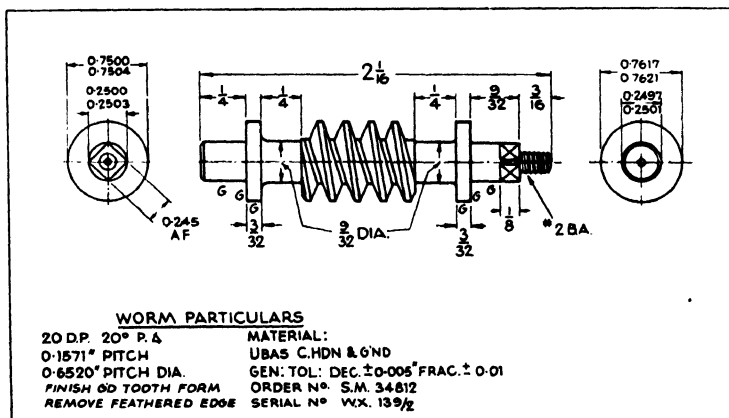 0.7500
0.7504
0.2500
0.2503
0.245
AF
2 1/16
1/4
1/4
1/4
9/32
3/16
G
G
G
G
G
G
3/32
9/32 DIA.
3/32
1/8
#2 B.A.
0.7617
0.7621
0.2497
0.2501
WORM PARTICULARS
20 D.P. 20° P.∆
0.1571" PITCH
0.6520" PITCH DIA.
FINISH GD TOOTH FORM
REMOVE FEATHERED EDGE
MATERIAL:
UBAS C.HDN & G'ND
GEN: TOL: DEC. ±0.005" FRAC. ± 0.01
ORDER No. S.M. 34812
SERIAL No WX. 139/2